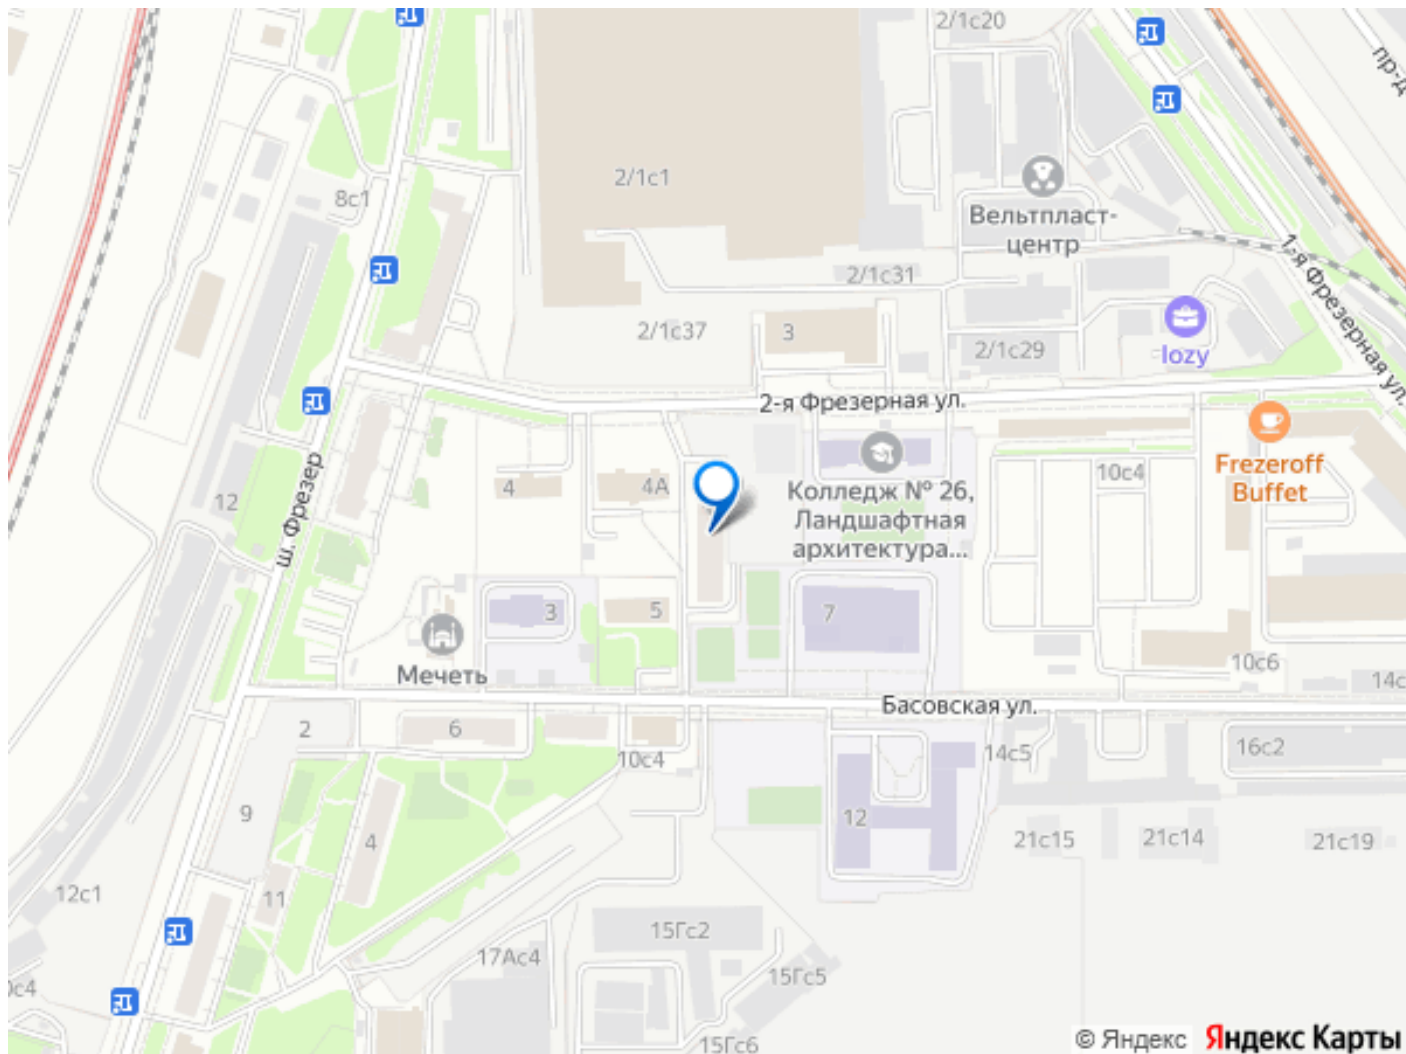 2/1с20
пр-д
2/1с1
8с1
Вельтпласт-
центр
1-я Фрезерная ул.
2/1с31
2/1с37
3
2/1с29
lozy
2-я Фрезерная ул.
ш. Фрезер
12
4
4А
Колледж № 26,
Ландшафтная
архитектура...
10с4
Frezeroff
Buffet
3
5
7
Мечеть
10с6
14с
Басовская ул.
2
6
10с4
14с5
16с2
9
4
12
21с15
21с14
21с19
12с1
11
15Гс2
17Ас4
15Гс5
0с4
15Гс6
© Яндекс Яндекс Карты